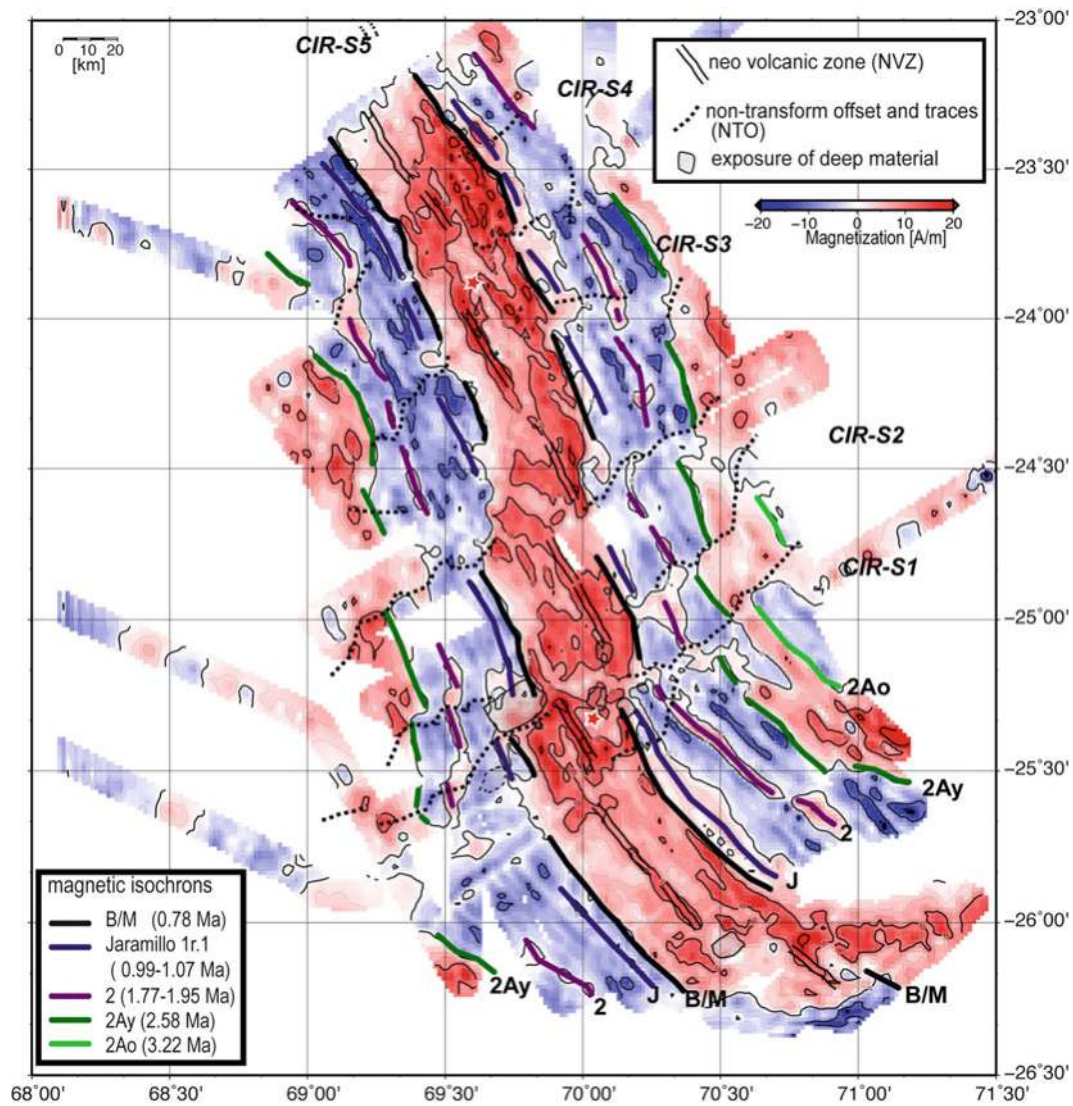 −23˚00'
0 10 20
[km]
CIR-S5
CIR-S4
neo volcanic zone (NVZ)
non-transform offset and traces
(NTO)
exposure of deep material
−23˚30'
−20 −10 0 10 20
Magnetization [A/m]
CIR-S3
−24˚00'
CIR-S2
−24˚30'
CIR-S1
−25˚00'
2Ao
−25˚30'
2Ay
2
J
magnetic isochrons
B/M (0.78 Ma)
Jaramillo 1r.1
( 0.99-1.07 Ma)
2 (1.77-1.95 Ma)
2Ay (2.58 Ma)
2Ao (3.22 Ma)
−26˚00'
2Ay
2
J
B/M
B/M
−26˚30'
68˚00' 68˚30' 69˚00' 69˚30' 70˚00' 70˚30' 71˚00' 71˚30'